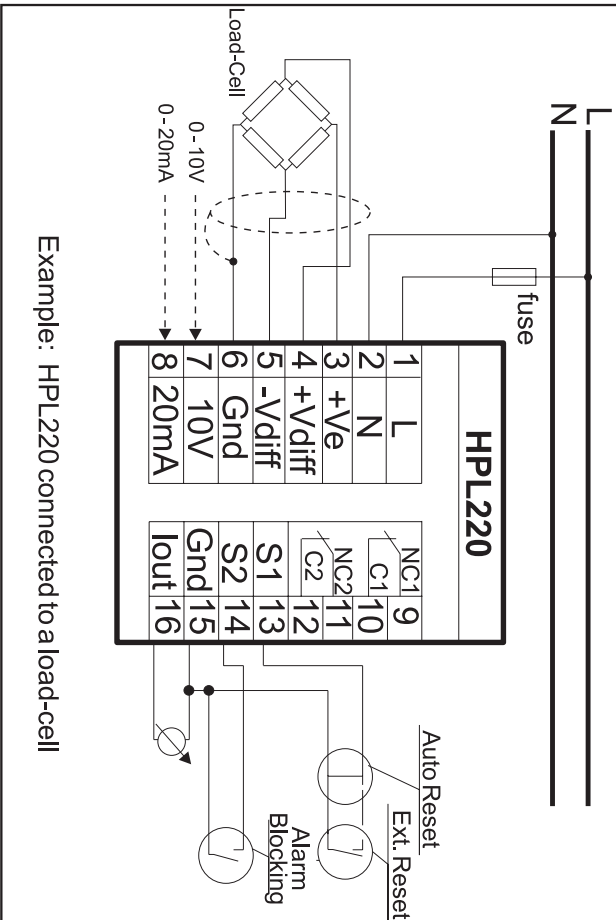 L
N
fuse
Load-Cell
0-10V
0-20mA
HPL220
1 L
2 N
3 +Ve
4 +Vdiff
5 -Vdiff
6 Gnd
7 10V
8 20mA
NC1 9
C1 10
NC2 11
C2 12
S1 13
S2 14
Gnd 15
Iout 16
Auto Reset
Ext. Reset
Alarm
Blocking
Example: HPL220 connected to a load-cell